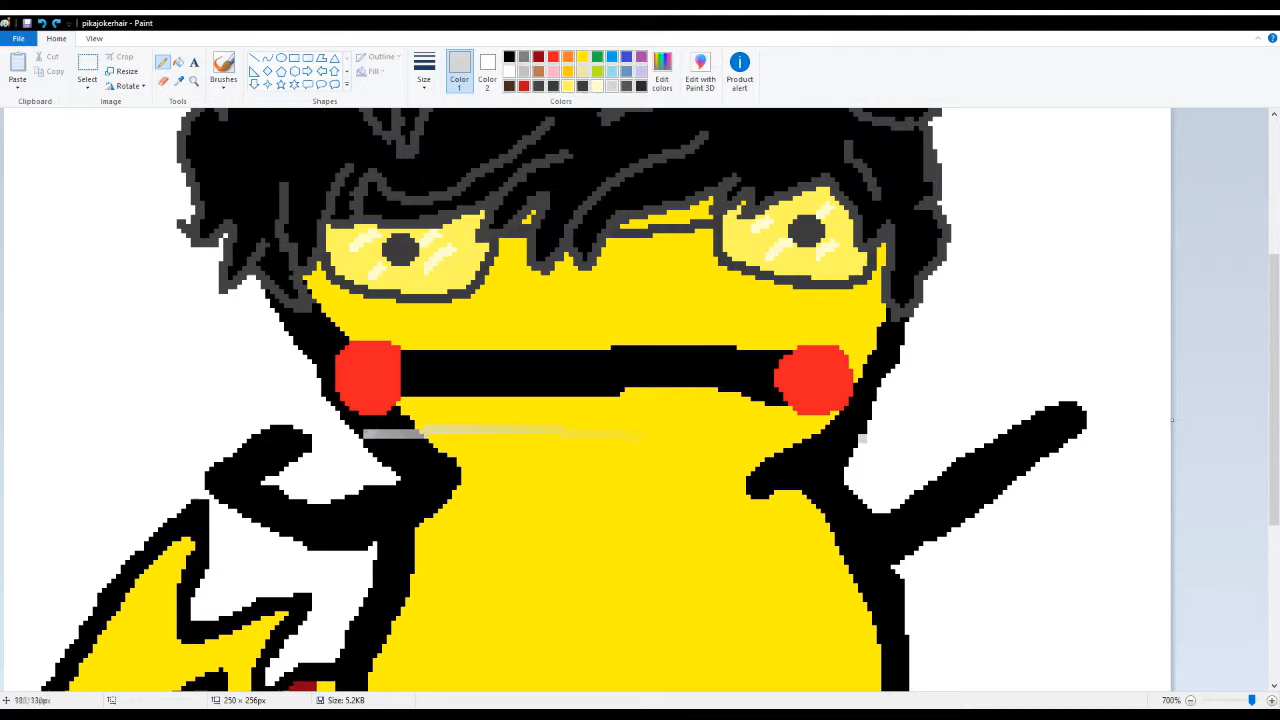 pikajokerhair - Paint
File Home View
Paste Cut Copy Clipboard
Select Crop Resize Rotate Image
Tools
Brushes
Shapes Outline Fill
Size
Color 1 Color 2
Edit colors
Colors
Edit with Paint 3D
Product alert
250 × 256px Size: 5.2KB 700%